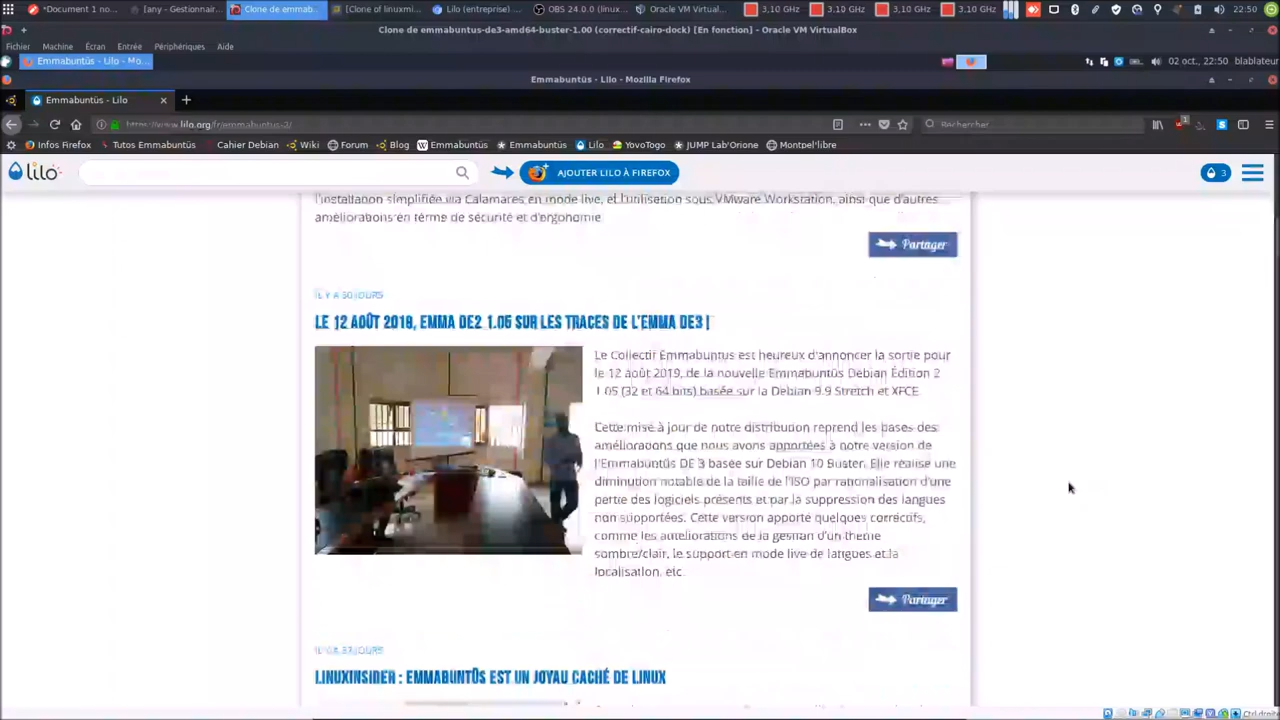 *Document 1 no...
[any - Gestionnair...
Clone de emmab...
[Clone of linuxmi...
Lilo (entreprise) ...
OBS 24.0.0 (linux...
Oracle VM Virtual...
3,10 GHz
3,10 GHz
3,10 GHz
3,10 GHz
22:50
Clone de emmabuntus-de3-amd64-buster-1.00 (correctif-cairo-dock) [En fonction] - Oracle VM VirtualBox
Fichier Machine Écran Entrée Périphériques Aide
Emmabuntüs - Lilo - Mo...
02 oct., 22:50 blablateur
Emmabuntüs - Lilo - Mozilla Firefox
Emmabuntüs - Lilo
https://www.lilo.org/fr/emmabuntus-2/
Rechercher
Infos Firefox Tutos Emmabuntüs Cahier Debian Wiki Forum Blog Emmabuntüs Emmabuntüs Lilo YovoTogo JUMP Lab'Orione Montpel'libre
lilo
AJOUTER LILO À FIREFOX
3
l'installation simplifiée via Calamares en mode live, et l'utilisation sous VMware Workstation, ainsi que d'autres
améliorations en terme de sécurité et d'ergonomie
Partager
IL Y A 50 JOURS
LE 12 AOÛT 2019, EMMA DE2 1.05 SUR LES TRACES DE L'EMMA DE3 !
Le Collectif Emmabuntüs est heureux d'annoncer la sortie pour
le 12 août 2019, de la nouvelle Emmabuntüs Debian Édition 2
1.05 (32 et 64 bits) basée sur la Debian 9.9 Stretch et XFCE.
Cette mise à jour de notre distribution reprend les bases des
améliorations que nous avons apportées à notre version de
l'Emmabuntüs DE 3 basée sur Debian 10 Buster. Elle réalise une
diminution notable de la taille de l'ISO par rationalisation d'une
partie des logiciels présents et par la suppression des langues
non supportées. Cette version apporte quelques correctifs,
comme les améliorations de la gestion d'un thème
sombre/clair, le support en mode live de langues et la
localisation, etc.
Partager
IL Y A JOURS
LINUXINSIDER : EMMABUNTÜS EST UN JOYAU CACHÉ DE LINUX
Ctrl droite